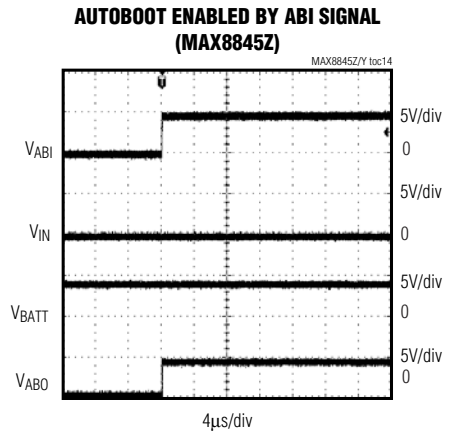 AUTOBOOT ENABLED BY ABI SIGNAL
(MAX8845Z)
MAX8845Z/Y toc14
T
5V/div
VABI
0
5V/div
VIN
0
5V/div
VBATT
0
5V/div
VABO
0
4µs/div